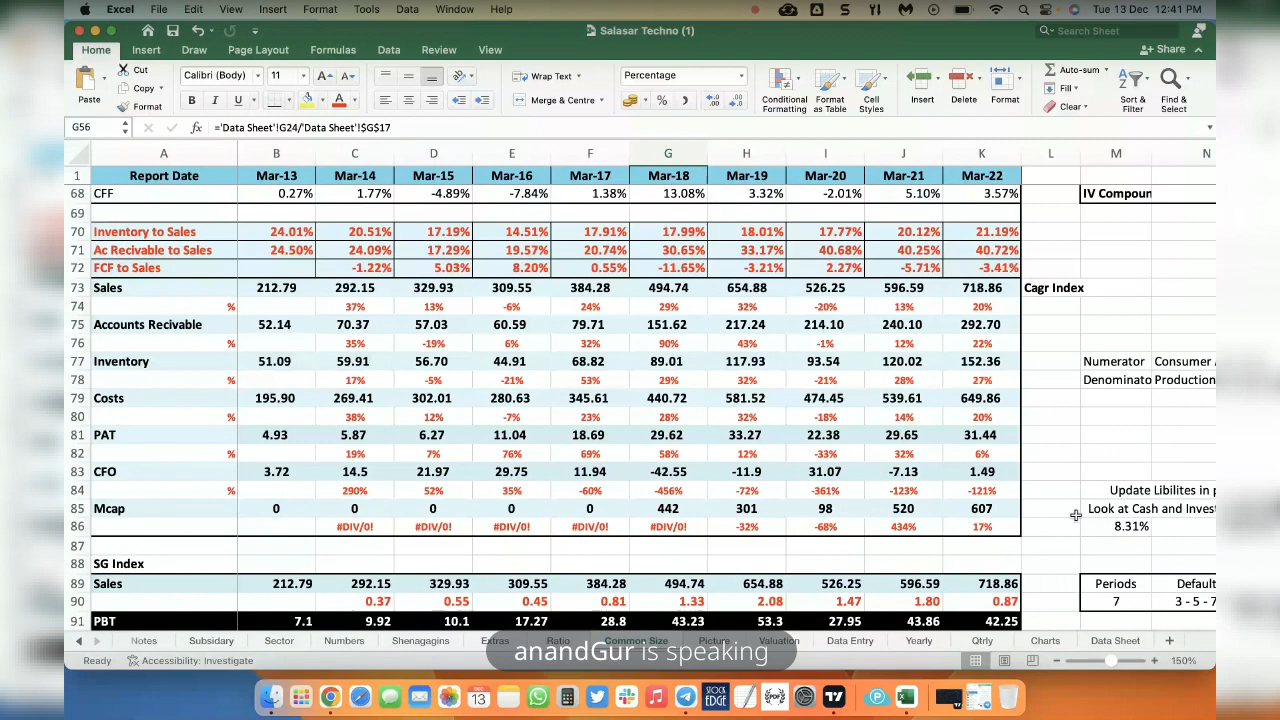 Excel File Edit View Insert Format Tools Data Window Help Tue 13 Dec 12:41 PM
Salasar Techno (1) Search Sheet
Home Insert Draw Page Layout Formulas Data Review View Share
Paste Cut Copy Format Calibri (Body) 11 B I U Wrap Text Merge & Centre Percentage Conditional Formatting Format as Table Cell Styles Insert Delete Format Auto-sum Fill Clear Sort & Filter Find & Select
G56 fx ='Data Sheet'!G24/'Data Sheet'!$G$17
A B C D E F G H I J K L M N
1 Report Date Mar-13 Mar-14 Mar-15 Mar-16 Mar-17 Mar-18 Mar-19 Mar-20 Mar-21 Mar-22
68 CFF 0.27% 1.77% -4.89% -7.84% 1.38% 13.08% 3.32% -2.01% 5.10% 3.57% IV Compoun
69
70 Inventory to Sales 24.01% 20.51% 17.19% 14.51% 17.91% 17.99% 18.01% 17.77% 20.12% 21.19%
71 Ac Recivable to Sales 24.50% 24.09% 17.29% 19.57% 20.74% 30.65% 33.17% 40.68% 40.25% 40.72%
72 FCF to Sales -1.22% 5.03% 8.20% 0.55% -11.65% -3.21% 2.27% -5.71% -3.41%
73 Sales 212.79 292.15 329.93 309.55 384.28 494.74 654.88 526.25 596.59 718.86 Cagr Index
74 % 37% 13% -6% 24% 29% 32% -20% 13% 20%
75 Accounts Recivable 52.14 70.37 57.03 60.59 79.71 151.62 217.24 214.10 240.10 292.70
76 % 35% -19% 6% 32% 90% 43% -1% 12% 22%
77 Inventory 51.09 59.91 56.70 44.91 68.82 89.01 117.93 93.54 120.02 152.36 Numerator Consumer
78 % 17% -5% -21% 53% 29% 32% -21% 28% 27% Denominato Production
79 Costs 195.90 269.41 302.01 280.63 345.61 440.72 581.52 474.45 539.61 649.86
80 % 38% 12% -7% 23% 28% 32% -18% 14% 20%
81 PAT 4.93 5.87 6.27 11.04 18.69 29.62 33.27 22.38 29.65 31.44
82 % 19% 7% 76% 69% 58% 12% -33% 32% 6%
83 CFO 3.72 14.5 21.97 29.75 11.94 -42.55 -11.9 31.07 -7.13 1.49
84 % 290% 52% 35% -60% -456% -72% -361% -123% -121% Update Libilites in p
85 Mcap 0 0 0 0 0 442 301 98 520 607 Look at Cash and Invest
86 #DIV/0! #DIV/0! #DIV/0! #DIV/0! #DIV/0! -32% -68% 434% 17% 8.31%
87
88 SG Index
89 Sales 212.79 292.15 329.93 309.55 384.28 494.74 654.88 526.25 596.59 718.86 Periods Default
90 0.37 0.55 0.45 0.81 1.33 2.08 1.47 1.80 0.87 7 3 - 5 - 7
91 PBT 7.1 9.92 10.1 17.27 28.8 43.23 53.3 27.95 43.86 42.25
Notes Subsidary Sector Numbers Shenagagins Extras Ratio Common Size Picture Valuation Data Entry Yearly Qtrly Charts Data Sheet
anandGur is speaking
Ready Accessibility: Investigate 150%
DEC 13 STOCK EDGE